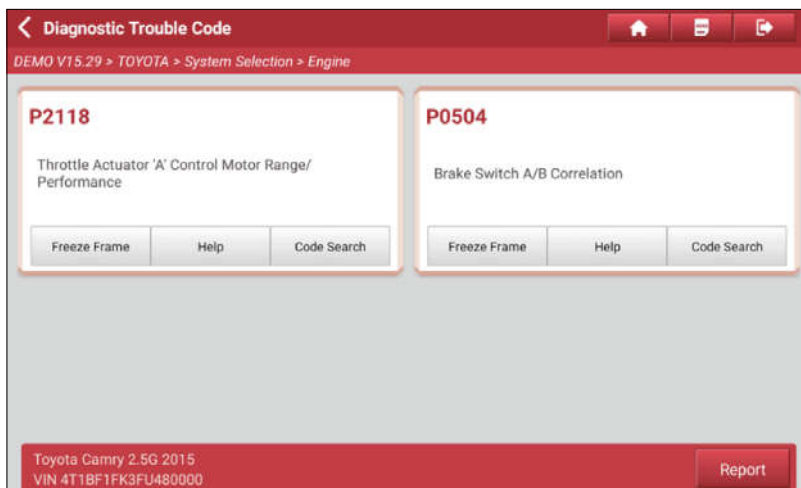 Diagnostic Trouble Code
DEMO V15.29 > TOYOTA > System Selection > Engine
P2118
Throttle Actuator 'A' Control Motor Range/
Performance
Freeze Frame
Help
Code Search
P0504
Brake Switch A/B Correlation
Freeze Frame
Help
Code Search
Toyota Camry 2.5G 2015
VIN 4T1BF1FK3FU480000
Report